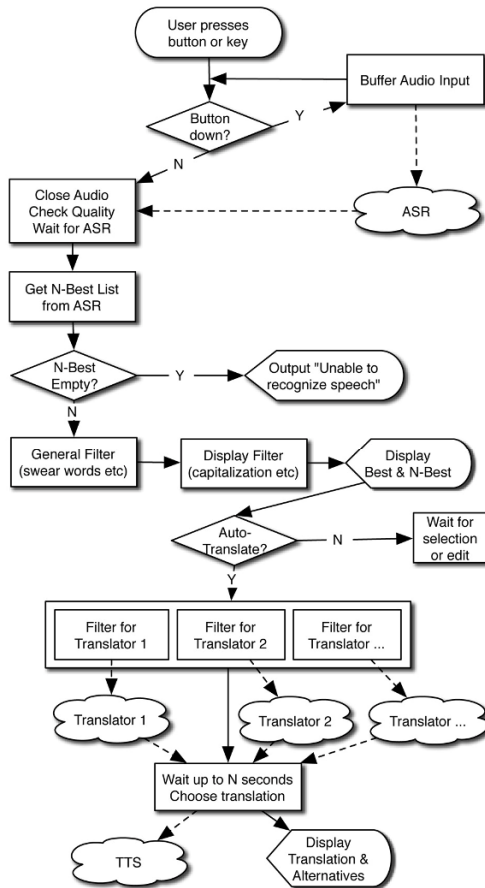 User presses
button or key
Buffer Audio Input
Button
down?
Y
N
Close Audio
Check Quality
Wait for ASR
ASR
Get N-Best List
from ASR
N-Best
Empty?
Y
Output "Unable to
recognize speech"
N
General Filter
(swear words etc)
Display Filter
(capitalization etc)
Display
Best & N-Best
Auto-
Translate?
N
Wait for
selection
or edit
Y
Filter for
Translator 1
Filter for
Translator 2
Filter for
Translator ...
Translator 1
Translator 2
Translator ...
Wait up to N seconds
Choose translation
TTS
Display
Translation &
Alternatives